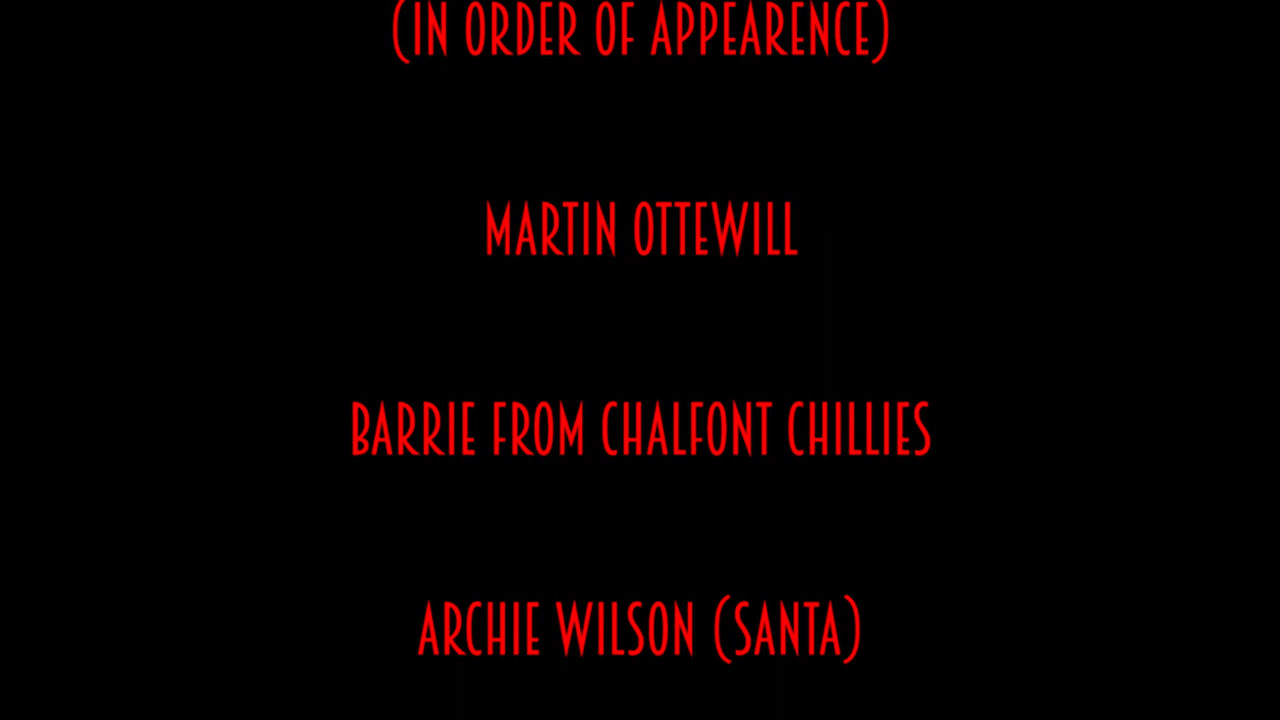 (IN ORDER OF APPEARENCE)
MARTIN OTTEWILL
BARRIE FROM CHALFONT CHILLIES
ARCHIE WILSON (SANTA)